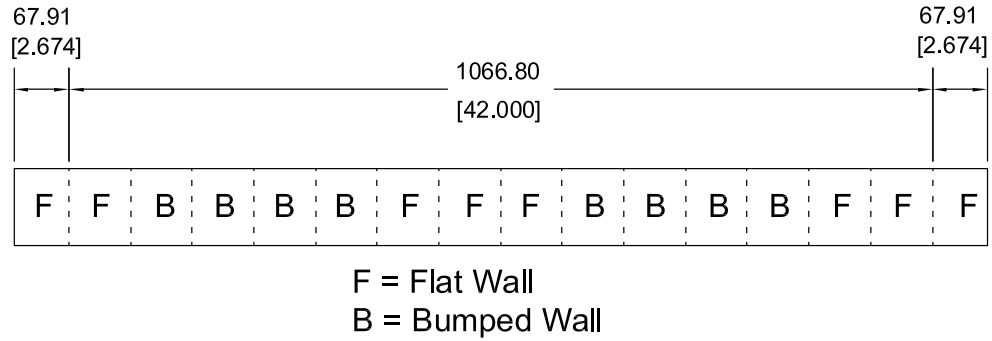 67.91
[2.674]
67.91
[2.674]
1066.80
[42.000]
F F B B B B F F F B B B B F F F
F = Flat Wall
B = Bumped Wall